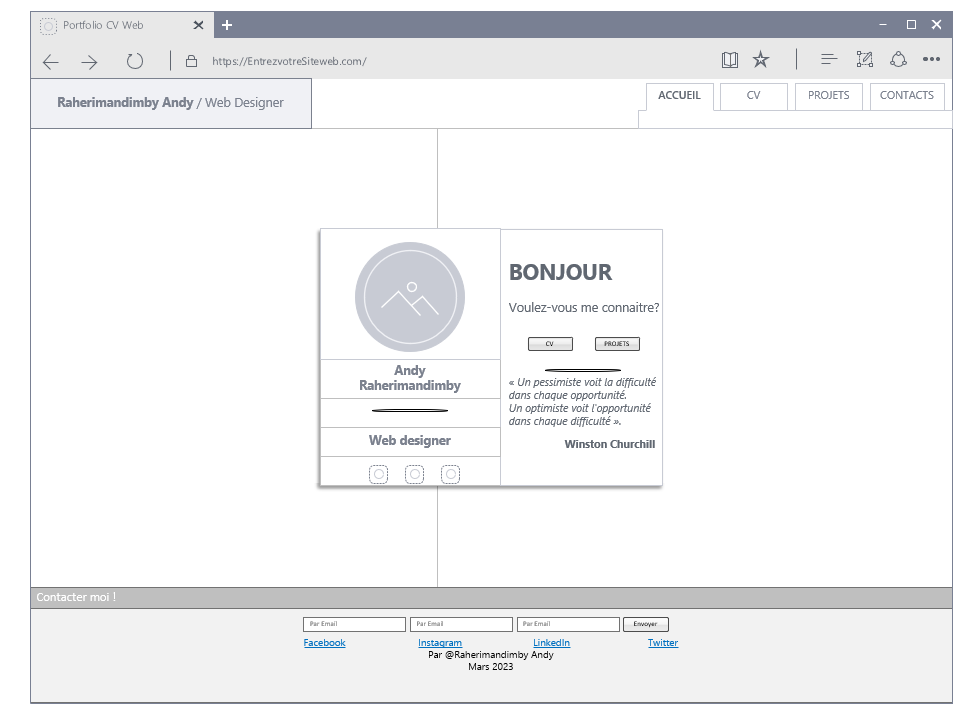 Portfolio CV Web
https://EntrezvotreSiteweb.com/
Raherimandimby Andy / Web Designer
ACCUEIL
CV
PROJETS
CONTACTS
Andy
Raherimandimby
Web designer
BONJOUR
Voulez-vous me connaitre?
CV
PROJETS
« Un pessimiste voit la difficulté
dans chaque opportunité.
Un optimiste voit l'opportunité
dans chaque difficulté ».
Winston Churchill
Contacter moi !
Par Email
Par Email
Par Email
Envoyer
Facebook
Instagram
LinkedIn
Twitter
Par @Raherimandimby Andy
Mars 2023